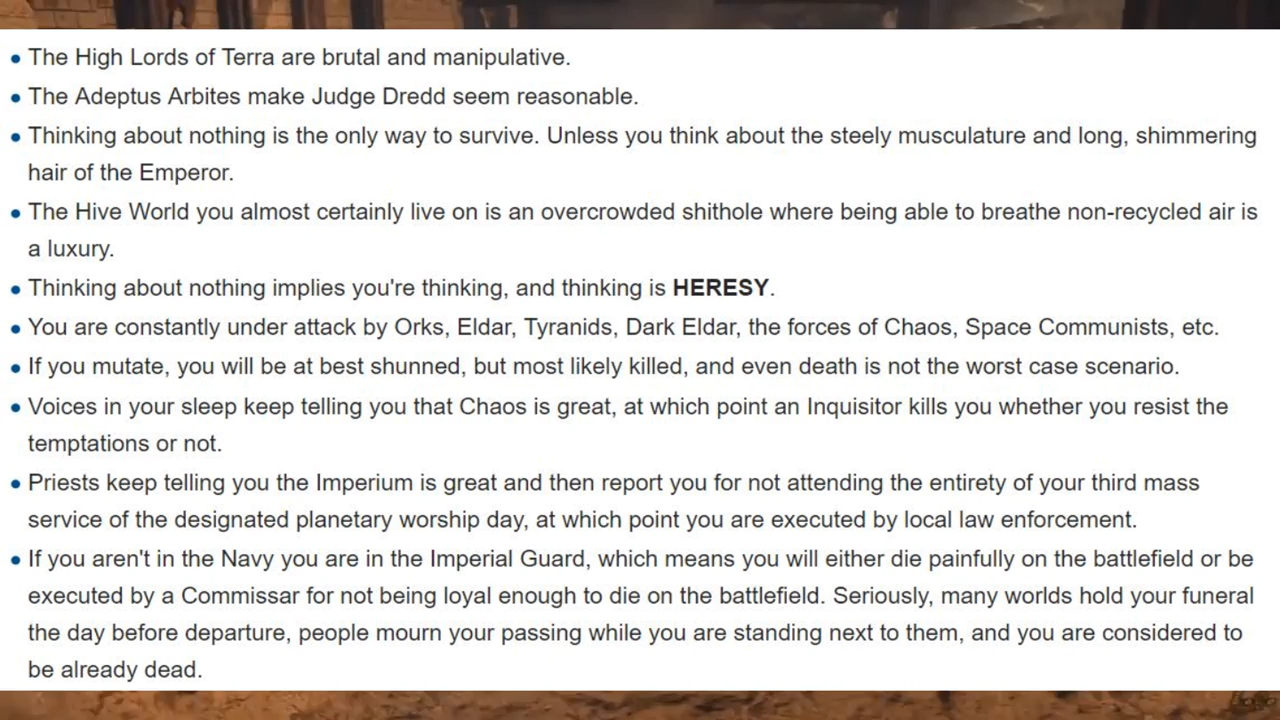 • The High Lords of Terra are brutal and manipulative.
• The Adeptus Arbites make Judge Dredd seem reasonable.
• Thinking about nothing is the only way to survive. Unless you think about the steely musculature and long, shimmering
hair of the Emperor.
• The Hive World you almost certainly live on is an overcrowded shithole where being able to breathe non-recycled air is
a luxury.
• Thinking about nothing implies you're thinking, and thinking is HERESY.
• You are constantly under attack by Orks, Eldar, Tyranids, Dark Eldar, the forces of Chaos, Space Communists, etc.
• If you mutate, you will be at best shunned, but most likely killed, and even death is not the worst case scenario.
• Voices in your sleep keep telling you that Chaos is great, at which point an Inquisitor kills you whether you resist the
temptations or not.
• Priests keep telling you the Imperium is great and then report you for not attending the entirety of your third mass
service of the designated planetary worship day, at which point you are executed by local law enforcement.
• If you aren't in the Navy you are in the Imperial Guard, which means you will either die painfully on the battlefield or be
executed by a Commissar for not being loyal enough to die on the battlefield. Seriously, many worlds hold your funeral
the day before departure, people mourn your passing while you are standing next to them, and you are considered to
be already dead.